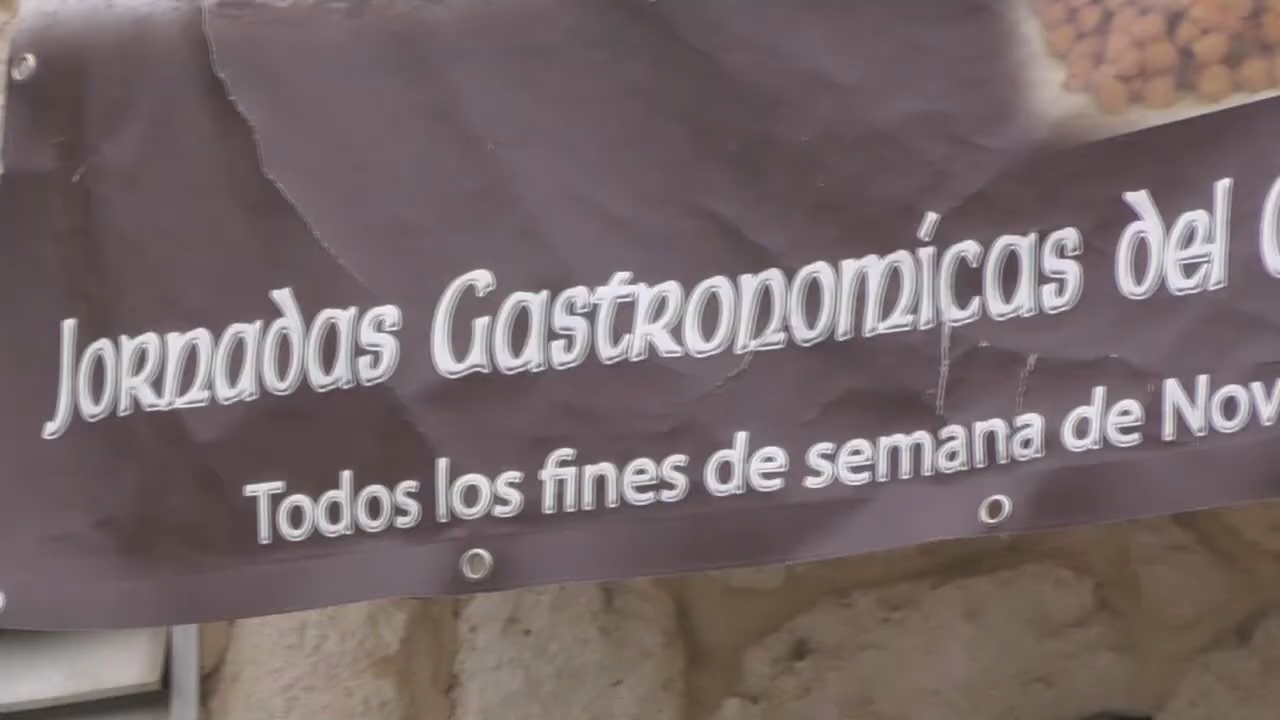 Jornadas Gastronomicas del
Todos los fines de semana de Nov